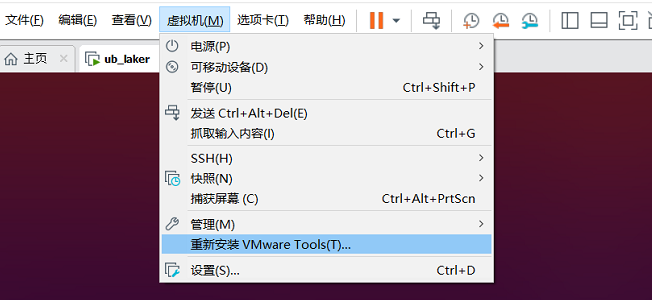 文件(F) 编辑(E) 查看(V) 虚拟机(M) 选项卡(T) 帮助(H)
主页 ub_laker
电源(P)
可移动设备(D)
暂停(U) Ctrl+Shift+P
发送 Ctrl+Alt+Del(E)
抓取输入内容(I) Ctrl+G
SSH(H)
快照(N)
捕获屏幕 (C) Ctrl+Alt+PrtScn
管理(M)
重新安装 VMware Tools(T)...
设置(S)... Ctrl+D